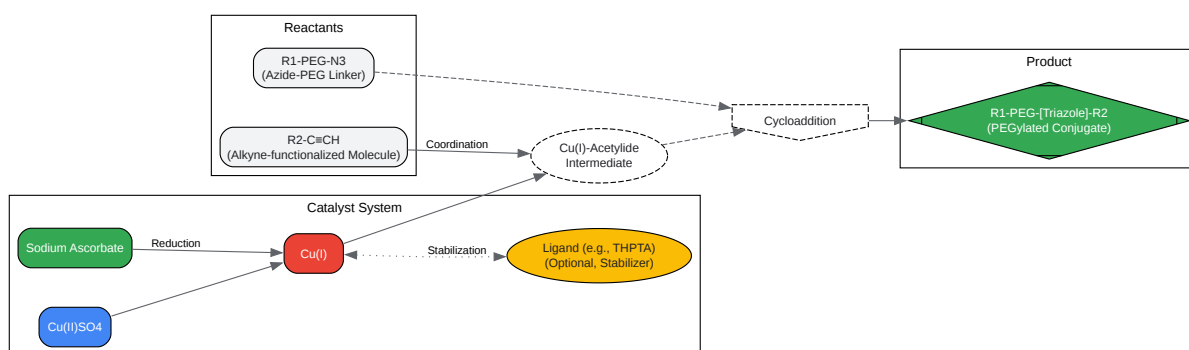 Reactants
R1-PEG-N3
(Azide-PEG Linker)
R2-C≡CH
(Alkyne-functionalized Molecule)
Coordination
Cu(I)-Acetylide
Intermediate
Cycloaddition
Product
R1-PEG-[Triazole]-R2
(PEGylated Conjugate)
Catalyst System
Sodium Ascorbate
Reduction
Cu(I)
Stabilization
Ligand (e.g., THPTA)
(Optional, Stabilizer)
Cu(II)SO4